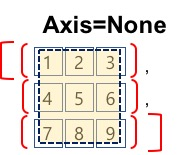 Axis=None
[ ( 1 2 3 ) ,
( 4 5 6 ) ,
( 7 8 9 ) ]